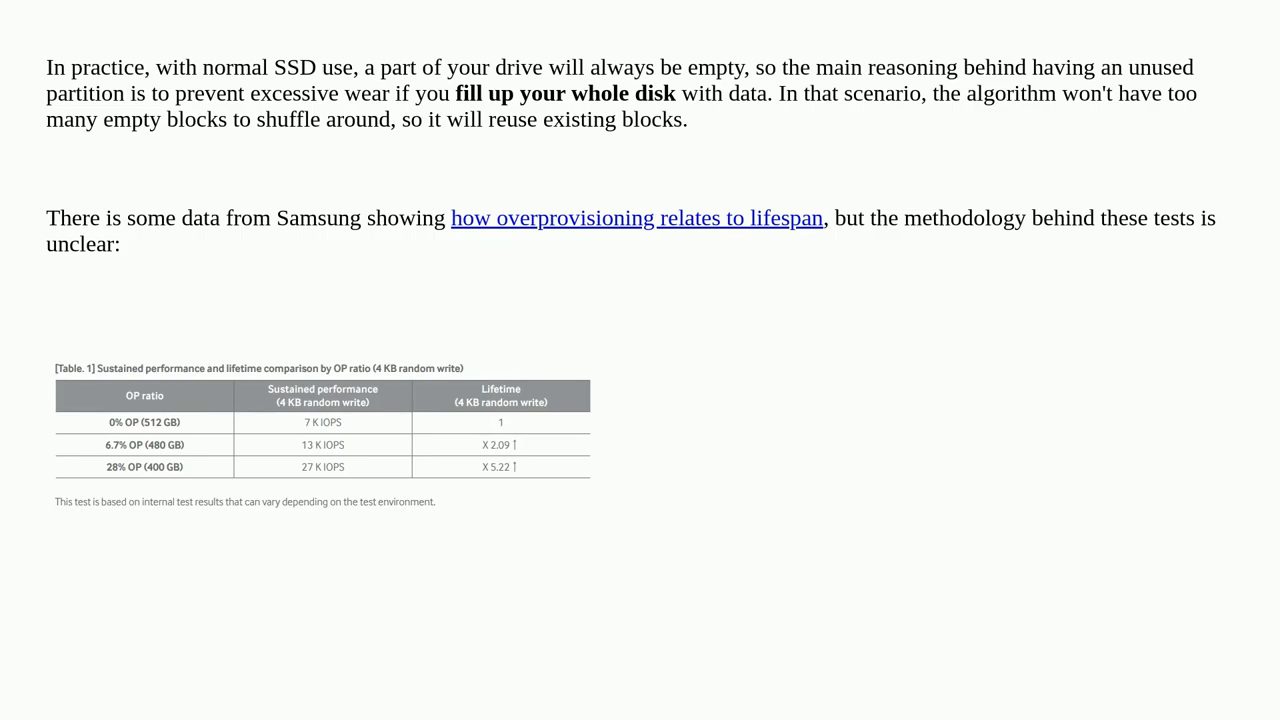 In practice, with normal SSD use, a part of your drive will always be empty, so the main reasoning behind having an unused
partition is to prevent excessive wear if you fill up your whole disk with data. In that scenario, the algorithm won't have too
many empty blocks to shuffle around, so it will reuse existing blocks.
There is some data from Samsung showing how overprovisioning relates to lifespan, but the methodology behind these tests is
unclear:
[Table. 1] Sustained performance and lifetime comparison by OP ratio (4 KB random write)
OP ratio Sustained performance (4 KB random write) Lifetime (4 KB random write)
0% OP (512 GB) 7 K IOPS 1
6.7% OP (480 GB) 13 K IOPS X 2.09 ↑
28% OP (400 GB) 27 K IOPS X 5.22 ↑
This test is based on internal test results that can vary depending on the test environment.